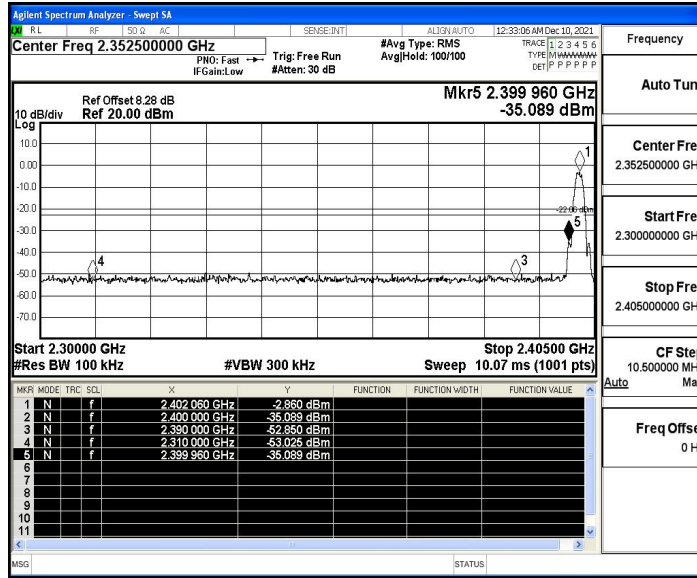 Agilent Spectrum Analyzer - Swept SA
LXI RL RF 50 Ω AC SENSE:INT ALIGN AUTO 12:33:06 AM Dec 10, 2021
Center Freq 2.352500000 GHz
PNO: Fast
IFGain:Low
Trig: Free Run
#Atten: 30 dB
#Avg Type: RMS
Avg|Hold: 100/100
TRACE 1 2 3 4 5 6
TYPE M
DET P P P P P P
Ref Offset 8.28 dB
10 dB/div Ref 20.00 dBm
Log
Mkr5 2.399 960 GHz
-35.089 dBm
10.0
0.00
-10.0
-20.0
-30.0
-40.0
-50.0
-60.0
-70.0
1
-22.86 dBm
5
3
4
Start 2.30000 GHz Stop 2.40500 GHz
#Res BW 100 kHz #VBW 300 kHz Sweep 10.07 ms (1001 pts)
MKR MODE TRC SCL X Y FUNCTION FUNCTION WIDTH FUNCTION VALUE
1 N f 2.402 060 GHz -2.860 dBm
2 N f 2.400 000 GHz -35.089 dBm
3 N f 2.390 000 GHz -52.850 dBm
4 N f 2.310 000 GHz -53.025 dBm
5 N f 2.399 960 GHz -35.089 dBm
6
7
8
9
10
11
MSG STATUS
Frequency
Auto Tun
Center Fre
2.352500000 GH
Start Fre
2.300000000 GH
Stop Fre
2.405000000 GH
CF Ste
10.500000 MH
Auto Ma
Freq Offse
0 H